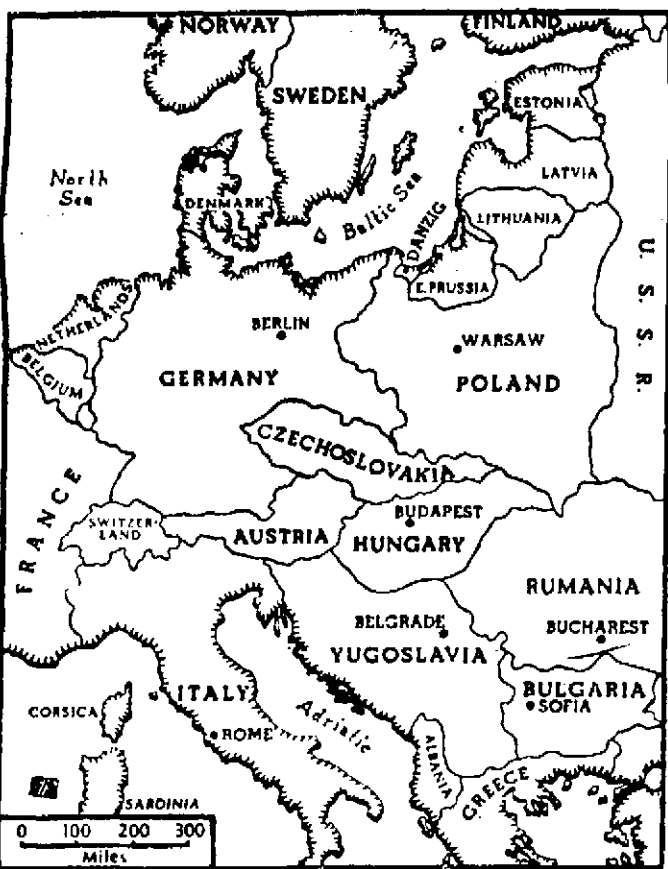 NORWAY
FINLAND
SWEDEN
ESTONIA
North
Sea
LATVIA
DENMARK
Baltic Sea
LITHUANIA
DANZIG
E. PRUSSIA
U. S. S. R.
NETHERLANDS
BERLIN
WARSAW
BELGIUM
GERMANY
POLAND
CZECHOSLOVAKIA
FRANCE
SWITZER-
LAND
AUSTRIA
BUDAPEST
HUNGARY
RUMANIA
BELGRADE
BUCHAREST
YUGOSLAVIA
ITALY
BULGARIA
CORSICA
SOFIA
Adriatic
ROME
ALBANIA
GREECE
SARDINIA
0 100 200 300
Miles